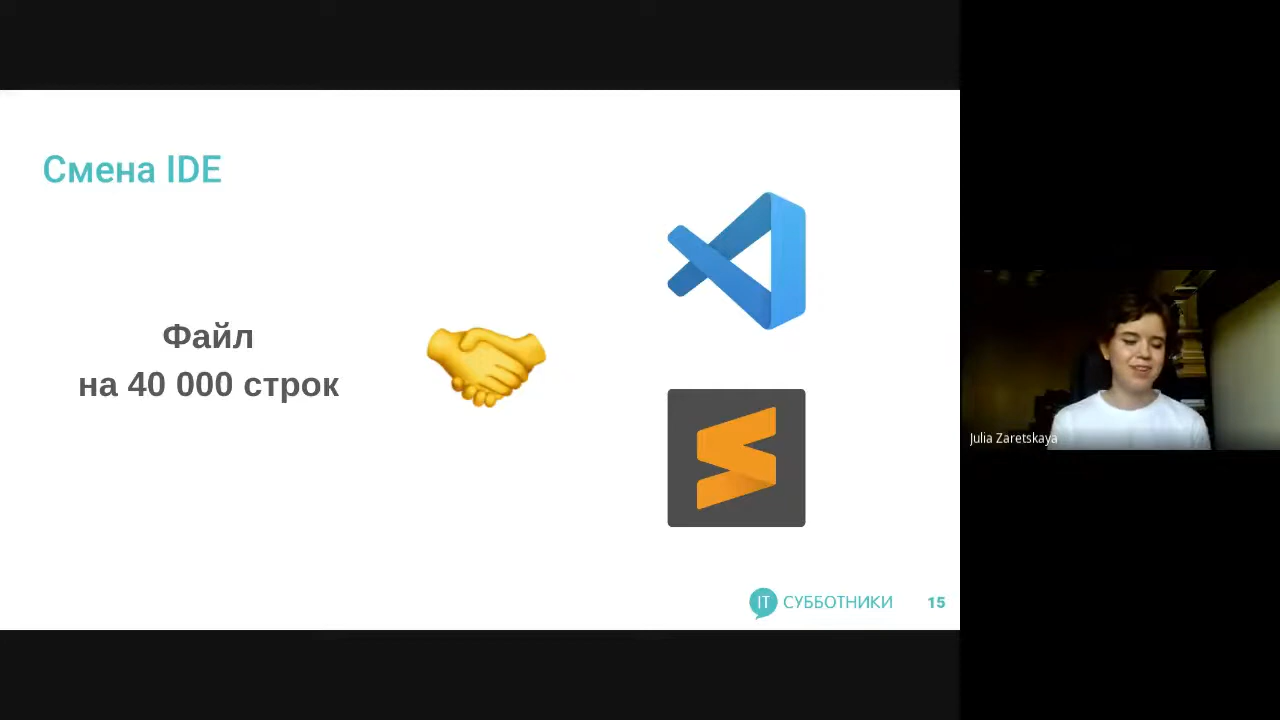 Смена IDE
Файл
на 40 000 строк
IT СУББОТНИКИ
15
Julia Zaretskaya